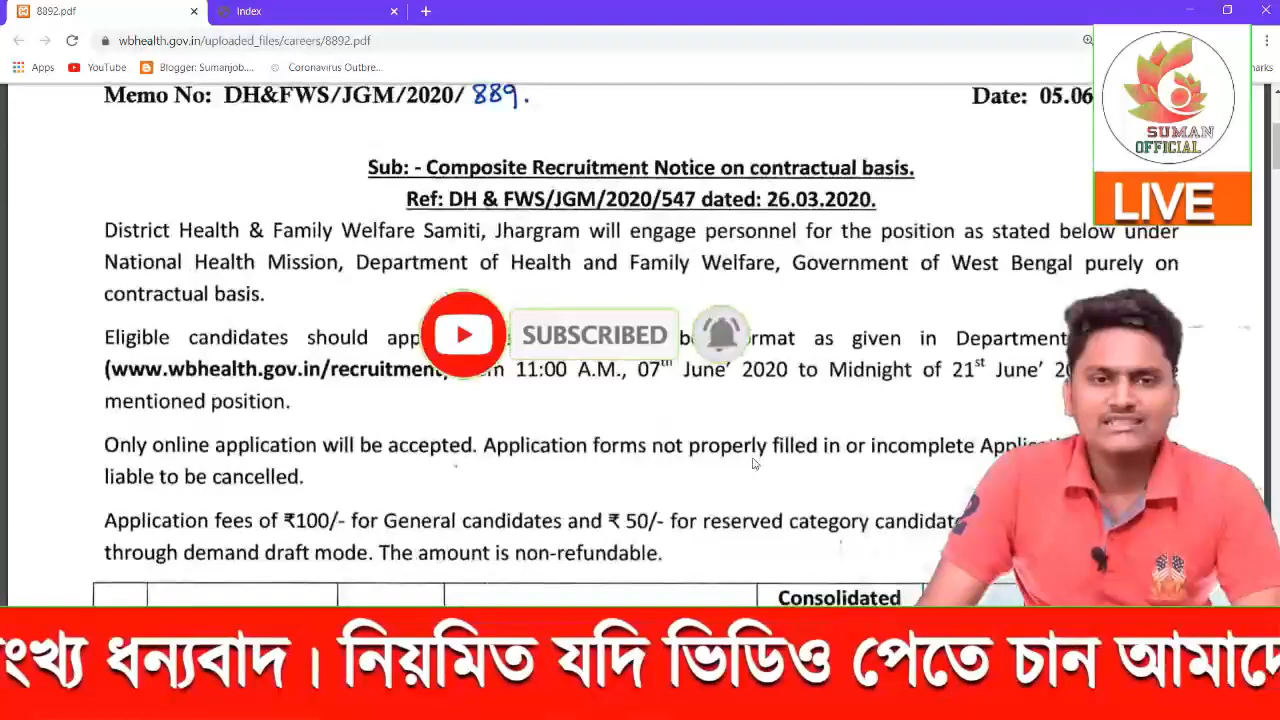 8892.pdf
Index
wbhealth.gov.in/uploaded_files/careers/8892.pdf
Apps
YouTube
Blogger: Sumanjob....
Coronavirus Outbre...
Memo No: DH&FWS/JGM/2020/ 889.
Date: 05.06
SUMAN
OFFICIAL
LIVE
Sub: - Composite Recruitment Notice on contractual basis.
Ref: DH & FWS/JGM/2020/547 dated: 26.03.2020.
District Health & Family Welfare Samiti, Jhargram will engage personnel for the position as stated below under
National Health Mission, Department of Health and Family Welfare, Government of West Bengal purely on
contractual basis.
Eligible candidates should format as given in Department
(www.wbhealth.gov.in/recruitment 11:00 A.M., 07th June' 2020 to Midnight of 21st June'
SUBSCRIBED
mentioned position.
Only online application will be accepted. Application forms not properly filled in or incomplete
liable to be cancelled.
Application fees of ₹100/- for General candidates and ₹ 50/- for reserved category
through demand draft mode. The amount is non-refundable.
Consolidated
ধন্যবাদ । নিয়মিত যদি ভিডিও পেতে চান